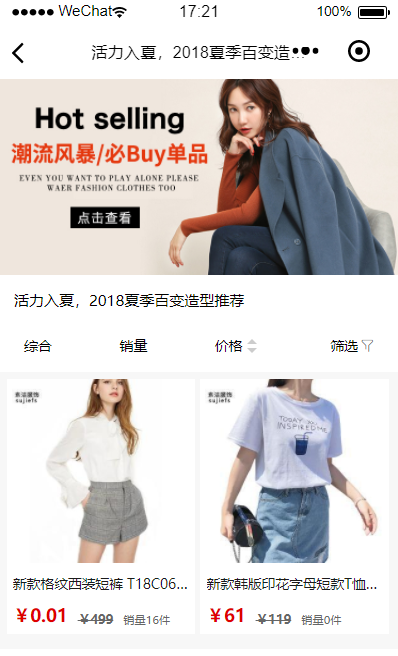 WeChat
17:21
100%
活力入夏，2018夏季百变造...
Hot selling
潮流风暴/必Buy单品
EVEN YOU WANT TO PLAY ALONE PLEASE
WAER FASHION CLOTHES TOO
点击查看
活力入夏，2018夏季百变造型推荐
综合 销量 价格 筛选
sujiefs
sujiefs
TODAY YOU
INSPIRED ME
新款格纹西装短裤 T18C06...
新款韩版印花字母短款T恤...
¥0.01 ¥499 销量16件
¥61 ¥119 销量0件